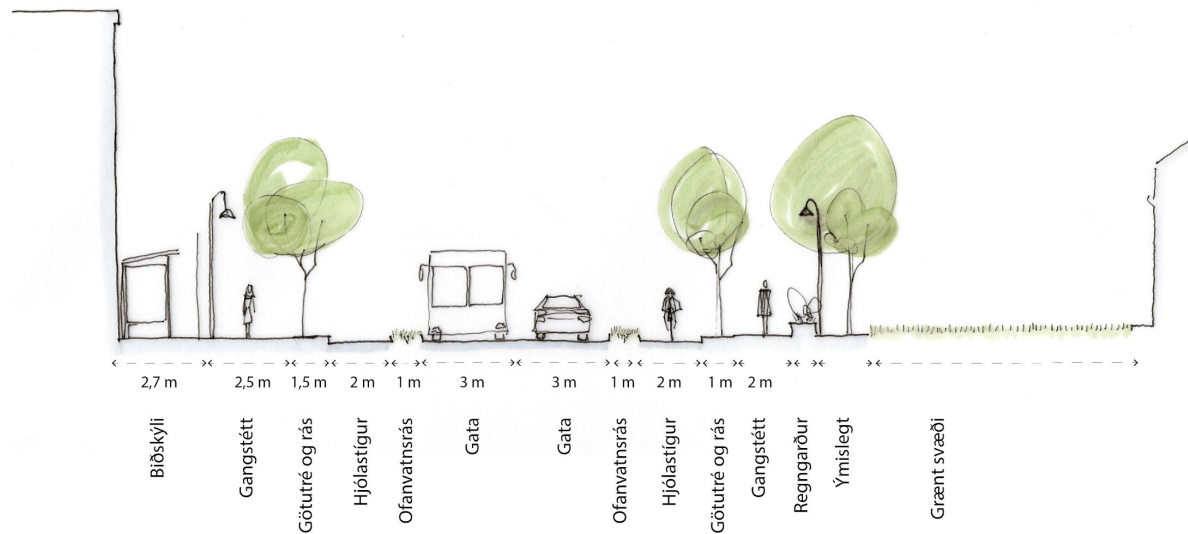 2,7 m
2,5 m
1,5 m
2 m
1 m
3 m
3 m
1 m
2 m
1 m
2 m
Biðskýli
Gangstétt
Götutré og rás
Hjólastígur
Ofanvatnsrás
Gata
Gata
Ofanvatnsrás
Hjólastígur
Götutré og rás
Gangstétt
Regngarður
Ýmislegt
Grænt svæði